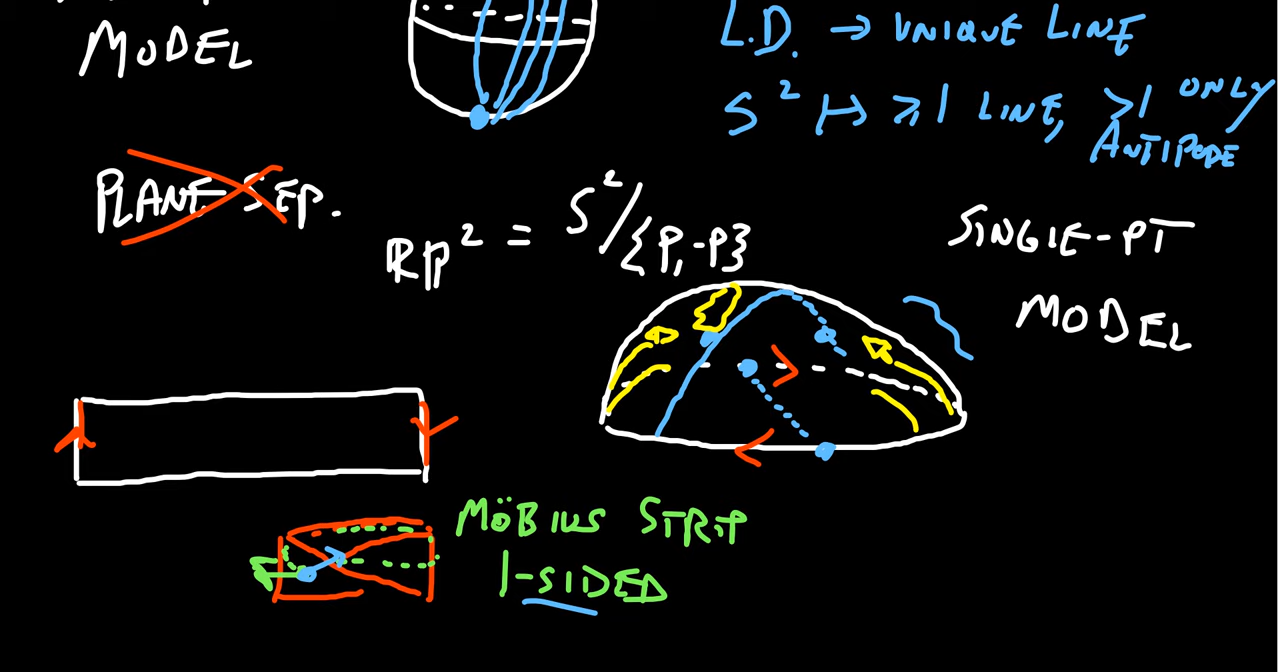 MODEL
L.D. → UNIQUE LINE
S² ↦ ⩾1 LINE, >1 ONLY
ANTIPODE
PLANE SEP.
RP² = S²/{P,-P}
SINGLE-PT
MODEL
MÖBIUS STRIP
1-SIDED